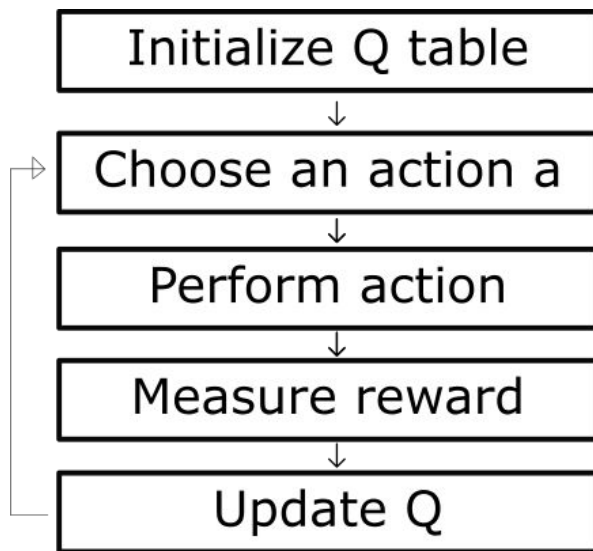 Initialize Q table
Choose an action a
Perform action
Measure reward
Update Q